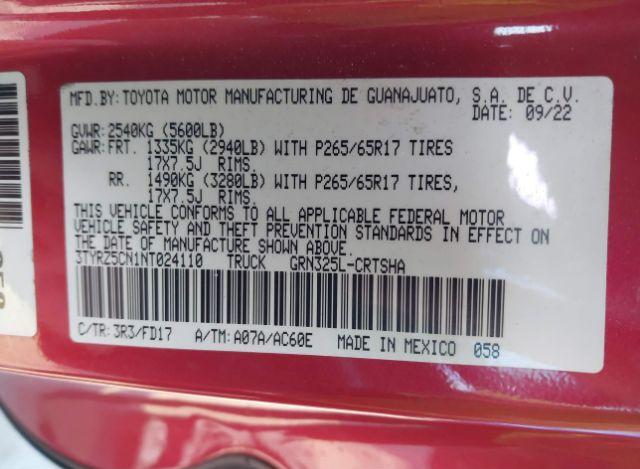 MFD.BY: TOYOTA MOTOR MANUFACTURING DE GUANAJUATO, S.A. DE C.V.
DATE: 09/22
GVWR: 2540KG (5600LB)
GAWR: FRT. 1335KG (2940LB) WITH P265/65R17 TIRES
17X7.5J RIMS.
RR. 1490KG (3280LB) WITH P265/65R17 TIRES,
17X7.5J RIMS.
THIS VEHICLE CONFORMS TO ALL APPLICABLE FEDERAL MOTOR
VEHICLE SAFETY AND THEFT PREVENTION STANDARDS IN EFFECT ON
THE DATE OF MANUFACTURE SHOWN ABOVE.
3TYRZ5CN1NT024110 TRUCK GRN325L-CRTSHA
C/TR: 3R3/FD17 A/TM: A07A/AC60E MADE IN MEXICO 058
058